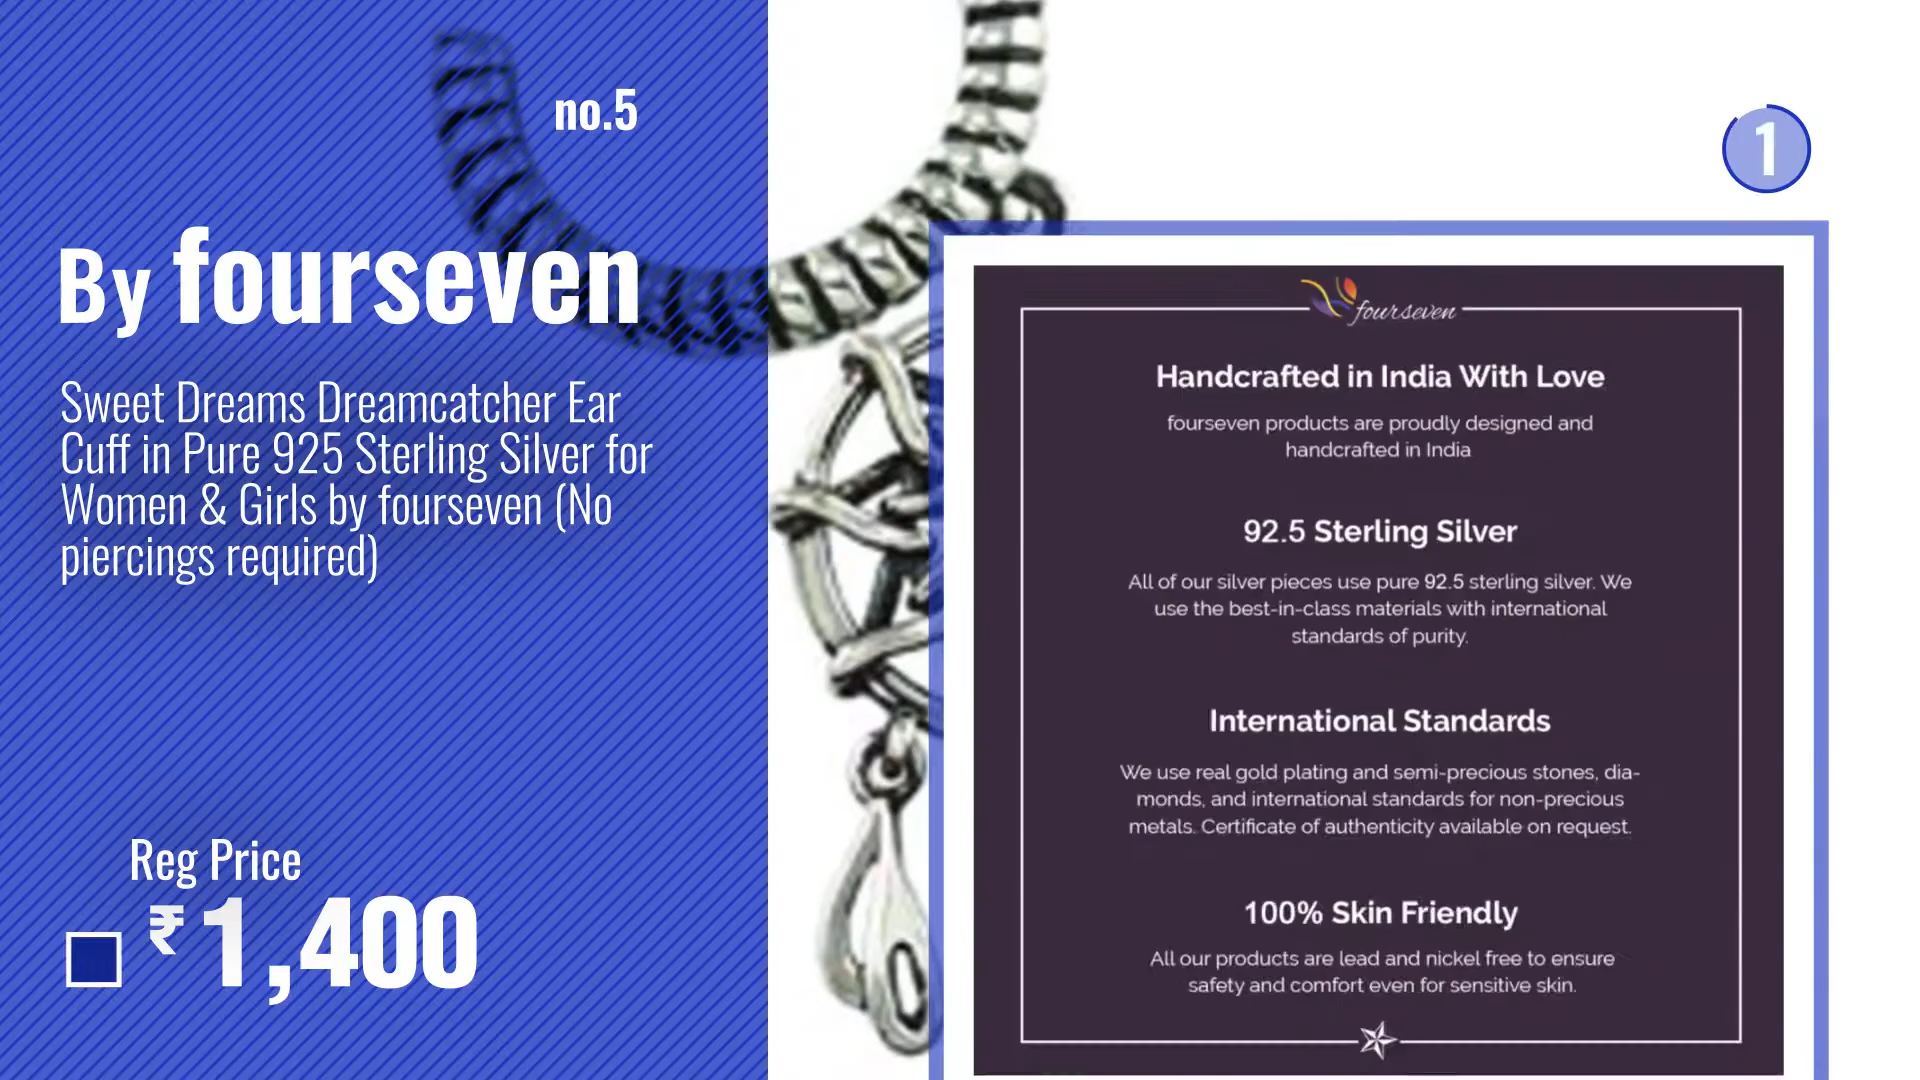 no.5
By fourseven
Sweet Dreams Dreamcatcher Ear
Cuff in Pure 925 Sterling Silver for
Women & Girls by fourseven (No
piercings required)
Reg Price
₹1,400
1
fourseven
Handcrafted in India With Love
fourseven products are proudly designed and
handcrafted in India
92.5 Sterling Silver
All of our silver pieces use pure 92.5 sterling silver. We
use the best-in-class materials with international
standards of purity.
International Standards
We use real gold plating and semi-precious stones, dia-
monds, and international standards for non-precious
metals. Certificate of authenticity available on request.
100% Skin Friendly
All our products are lead and nickel free to ensure
safety and comfort even for sensitive skin.